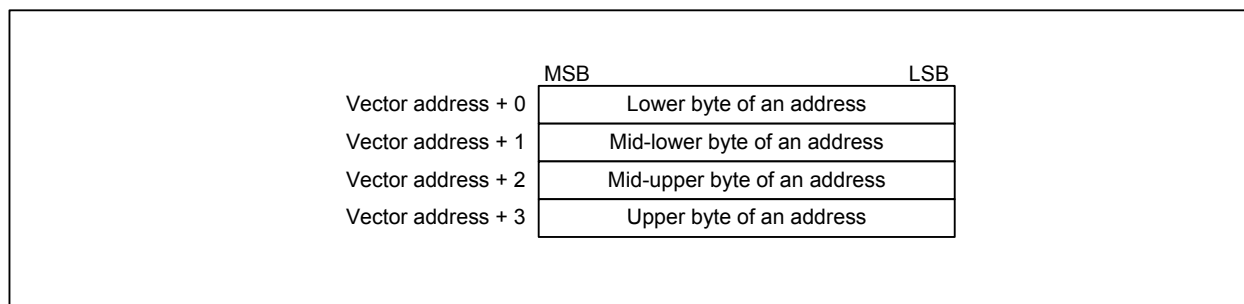 MSB LSB
Vector address + 0 Lower byte of an address
Vector address + 1 Mid-lower byte of an address
Vector address + 2 Mid-upper byte of an address
Vector address + 3 Upper byte of an address